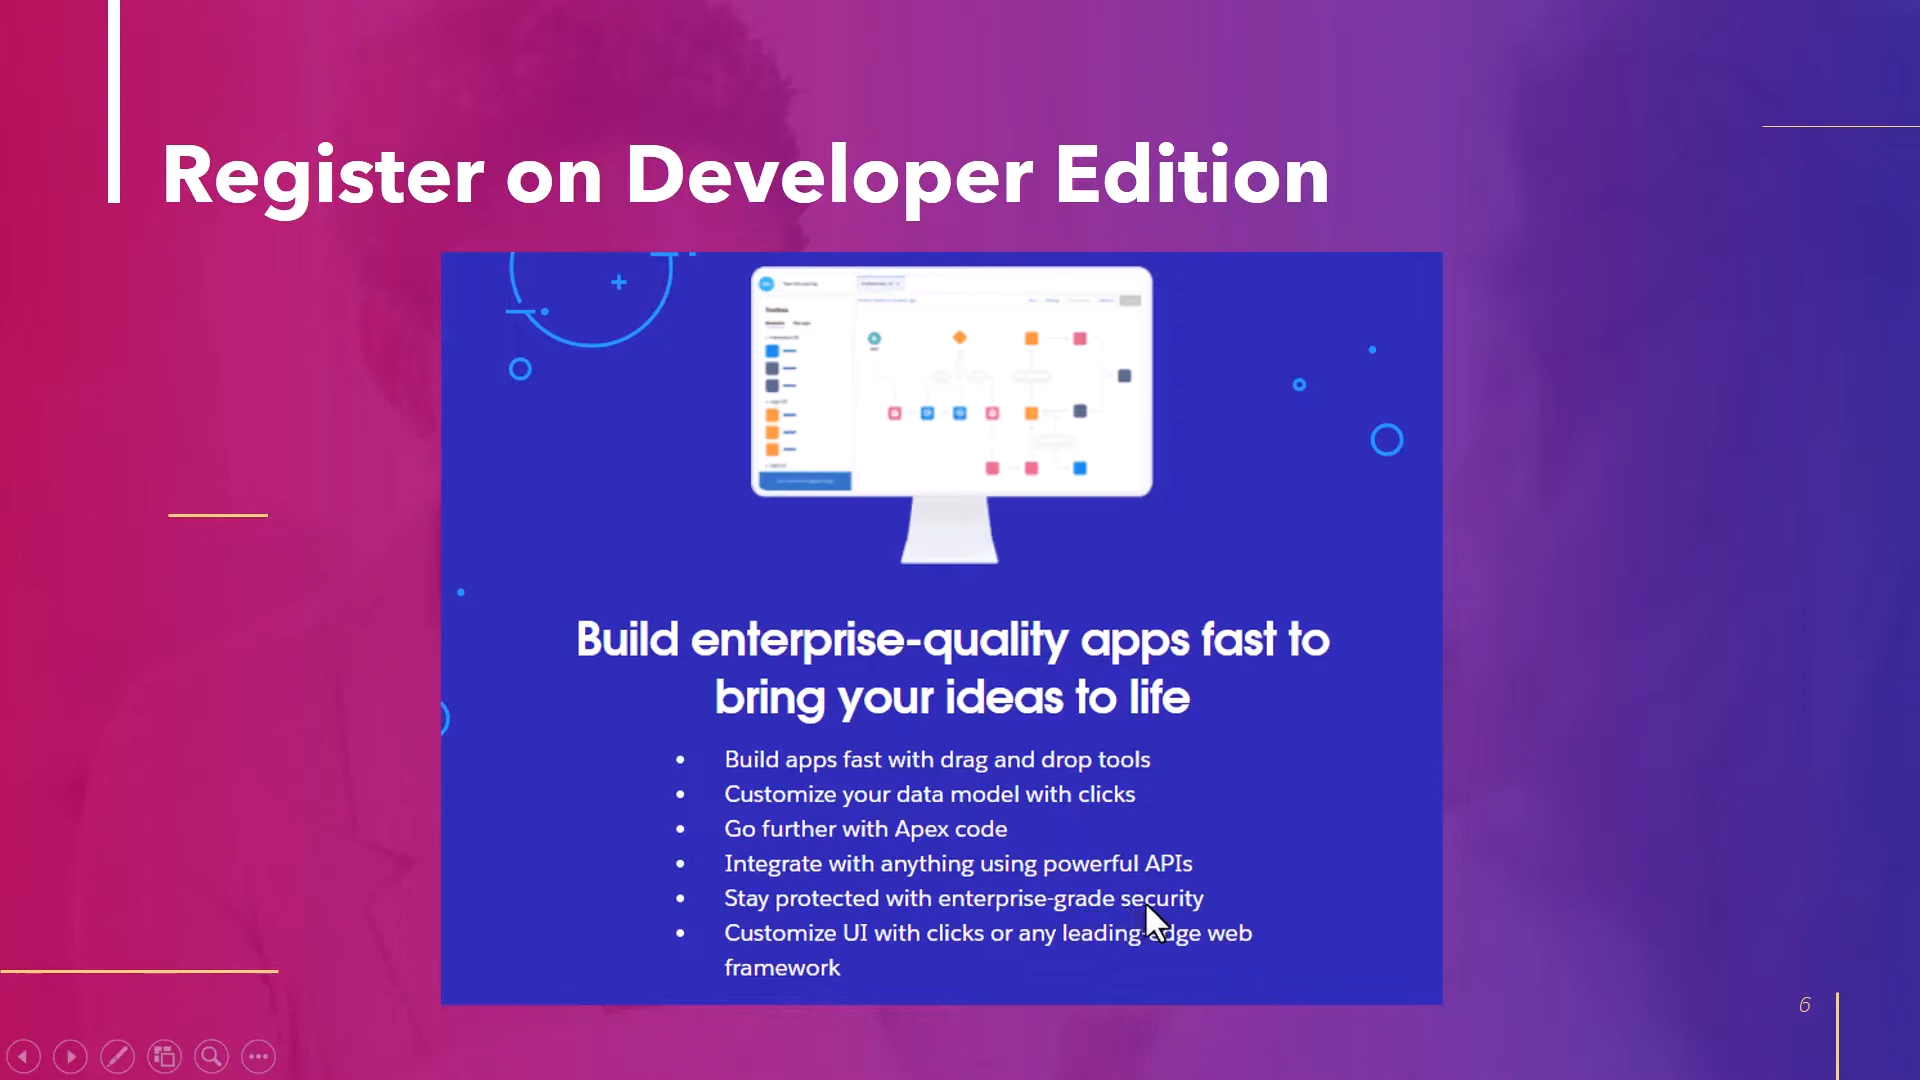 Register on Developer Edition
Build enterprise-quality apps fast to
bring your ideas to life
• Build apps fast with drag and drop tools
• Customize your data model with clicks
• Go further with Apex code
• Integrate with anything using powerful APIs
• Stay protected with enterprise-grade security
• Customize UI with clicks or any leading-edge web
framework
6